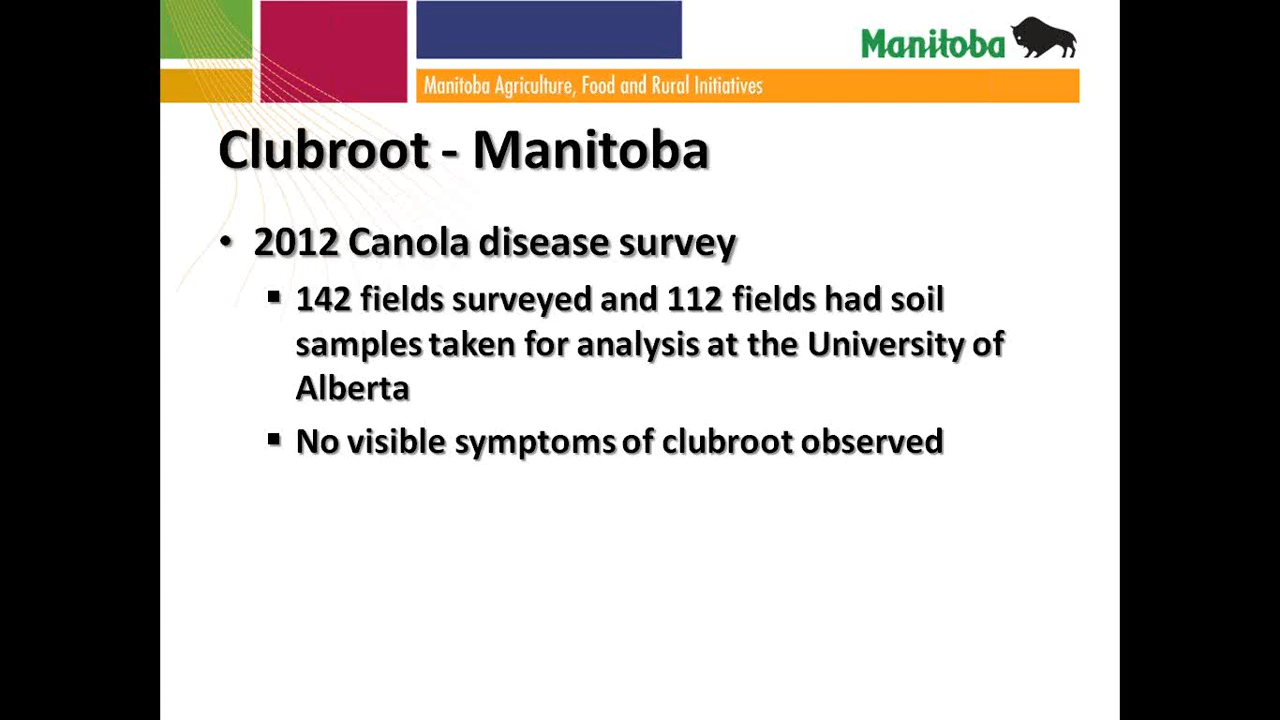 Manitoba
Manitoba Agriculture, Food and Rural Initiatives
Clubroot - Manitoba
• 2012 Canola disease survey
▪ 142 fields surveyed and 112 fields had soil
samples taken for analysis at the University of
Alberta
▪ No visible symptoms of clubroot observed